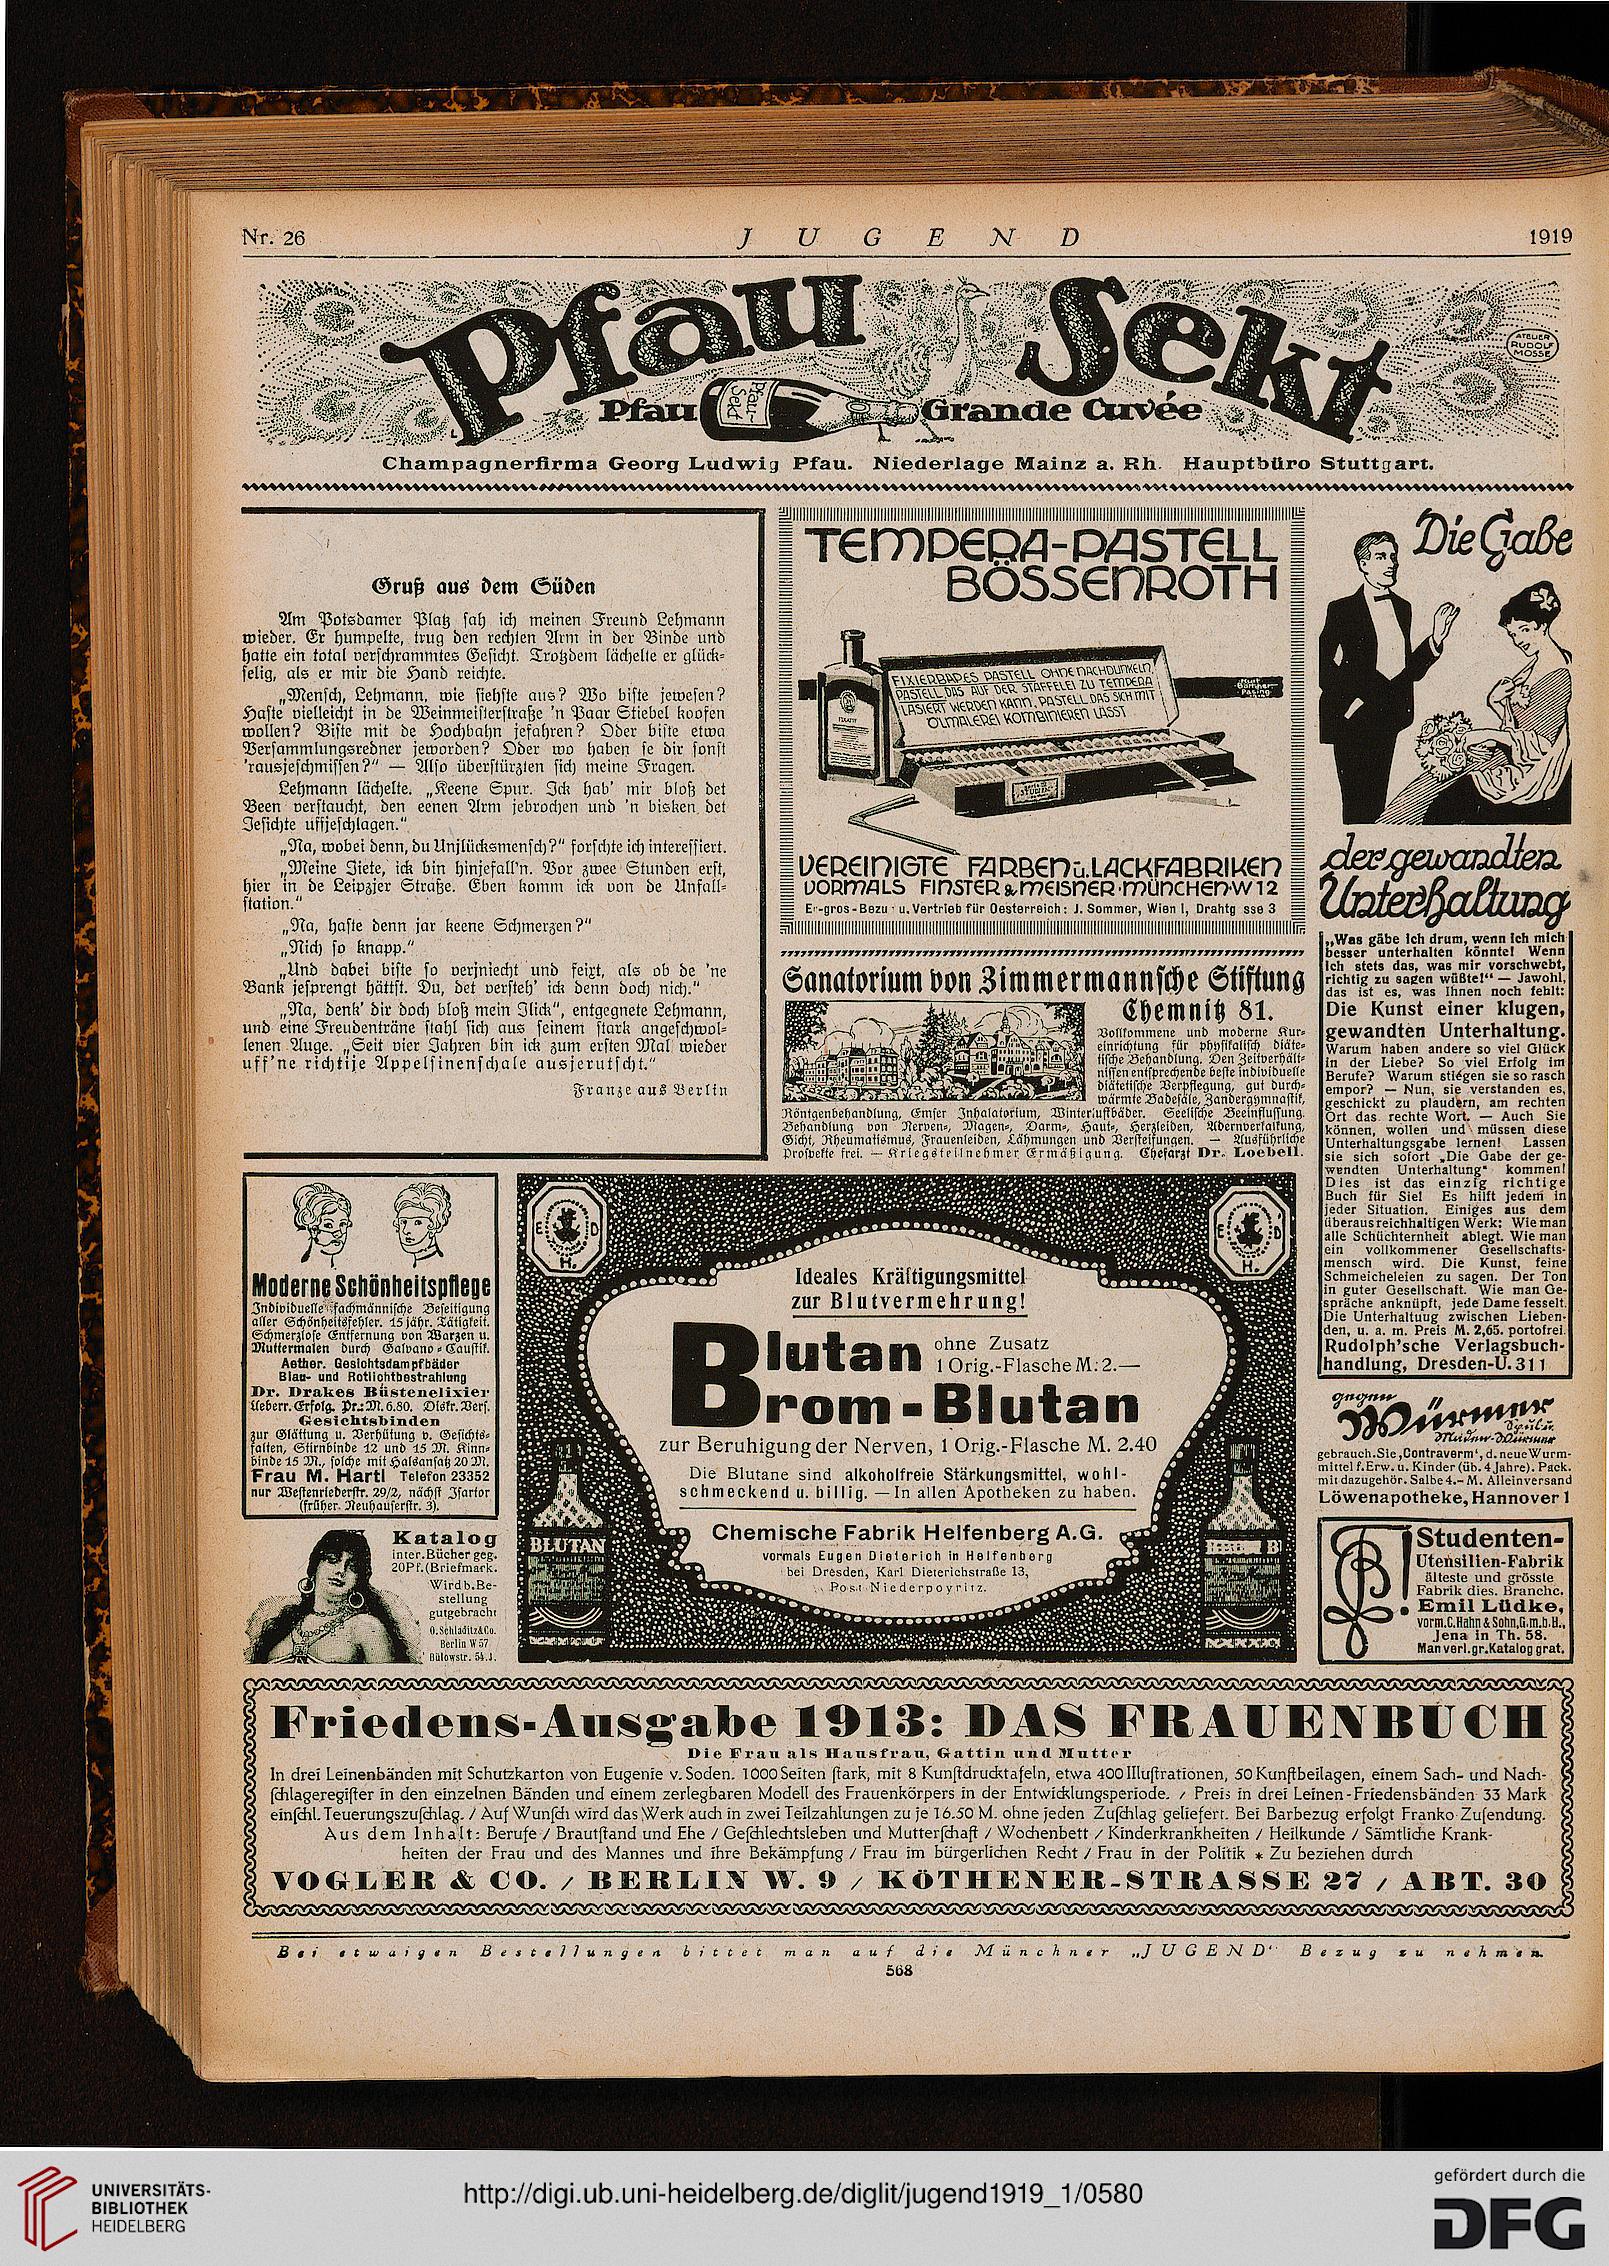 Nr. 26
JUGEND
1919
Pfau Sekt
ATELIER
RUDOLF
MOSSE
Pfau
Pfau-
Sekt
Grande Cuvée
Champagnerfirma Georg Ludwig Pfau. Niederlage Mainz a. Rh. Hauptbüro Stuttgart.
Gruß aus dem Süden
Am Potsdamer Platz sah ich meinen Freund Lehmann
wieder. Er humpelte, trug den rechten Arm in der Binde und
hatte ein total verschrammtes Gesicht. Trotzdem lächelte er glück-
selig, als er mir die Hand reichte.
„Mensch, Lehmann, wie siehste aus? Wo biste jewesen?
Haste vielleicht in de Weinmeisterstraße 'n Paar Stiebel koofen
wollen? Biste mit de Hochbahn jefahren? Oder biste etwa
Versammlungsredner jeworden? Oder wo haben se dir sonst
'rausjeschmissen?" — Also überstürzten sich meine Fragen.
Lehmann lächelte. „Keene Spur. Ick hab' mir bloß det
Been verstaucht, den eenen Arm jebrochen und 'n bisken det
Jesichte uffjeschlagen."
„Na, wobei denn, du Unjlücksmensch?" forschte ich interessiert.
„Meine Jiete, ick bin hinjefall'n. Vor zwee Stunden erst,
hier in de Leipzjer Straße. Eben komm ick von de Unfall-
station."
„Na, haste denn jar keene Schmerzen?"
„Nich so knapp."
„Und dabei biste so verjniecht und feixt, als ob de 'ne
Bank jesprengt hättst. Du, det versteh' ick denn doch nich."
„Na, denk' dir doch bloß mein Jlick", entgegnete Lehmann,
und eine Freudenträne stahl sich aus seinem stark angeschwol-
lenen Auge. „Seit vier Jahren bin ick zum ersten Mal wieder
uff'ne richtije Appelsinenschale ausjerutscht."
Franze aus Berlin
TEMPERA-PASTELL
BÖSSENROTH
FIXIERBARES PASTELL OHNE NACHDUNKELN
PASTELL DAS AUF DER STAFFELEI ZU TEMPERA
LASIERT WERDEN KANN, PASTELL DAS SICH MIT
ÖLMALEREI KOMBINIEREN LÄSST
VEREINIGTE FARBEN u. LACKFABRIKEN
VORMALS FINSTER & MEISNER · MÜNCHEN-W 12
En-gros-Bezu u. Vertrieb für Oesterreich: J. Sommer, Wien I, Drahtg sse 3
Sanatorium von Zimmermannsche Stiftung
Chemnitz 81.
Vollkommene und moderne Kur-
einrichtung für physikalisch diäte-
tische Behandlung. Den Zeitverhält-
nissen entsprechende beste individuelle
diätetische Verpflegung, gut durch-
wärmte Badesäle, Zandergymnastik,
Röntgenbehandlung, Emser Inhalatorium, Winterluftbäder. Seelische Beeinflussung.
Behandlung von Nerven-, Magen-, Darm-, Haut-, Herzleiden, Adernverkalkung,
Gicht, Rheumatismus, Frauenleiden, Lähmungen und Versteifungen. — Ausführliche
Prospekte frei. — Kriegsteilnehmer Ermäßigung. Chefarzt Dr. Loebell.
Die Gabe
der gewandten
Unterhaltung
„Was gäbe ich drum, wenn ich mich
besser unterhalten könnte! Wenn
ich stets das, was mir vorschwebt,
richtig zu sagen wüßte!" — Jawohl,
das ist es, was Ihnen noch fehlt:
Die Kunst einer klugen,
gewandten Unterhaltung.
Warum haben andere so viel Glück
in der Liebe? So viel Erfolg im
Berufe? Warum stiegen sie so rasch
empor? — Nun, sie verstanden es,
geschickt zu plaudern, am rechten
Ort das rechte Wort. — Auch Sie
können, wollen und müssen diese
Unterhaltungsgabe lernen! Lassen
sie sich sofort „Die Gabe der ge-
wandten Unterhaltung" kommen!
Dies ist das einzig richtige
Buch für Sie! Es hilft jedem in
jeder Situation. Einiges aus dem
überaus reichhaltigen Werk: Wie man
alle Schüchternheit ablegt. Wie man
ein vollkommener Gesellschafts-
mensch wird. Die Kunst, feine
Schmeicheleien zu sagen. Der Ton
in guter Gesellschaft. Wie man Ge-
spräche anknüpft, jede Dame fesselt.
Die Unterhaltung zwischen Lieben-
den, u. a. m. Preis M. 2,65. portofrei
Rudolph'sche Verlagsbuch-
handlung, Dresden-U. 311
Moderne Schönheitspflege
Individuelle fachmännische Beseitigung
aller Schönheitsfehler. 15 jähr. Tätigkeit.
Schmerzlose Entfernung von Warzen u.
Muttermalen durch Galvano-Caustik.
Aether. Gesichtsdampfbäder
Blau- und Rotlichtbestrahlung
Dr. Drakes Büstenelixier
Ueberr. Erfolg. Pr.: M. 6.80. Diskr. Vers.
Gesichtsbinden
zur Glättung u. Verhütung v. Gesichts-
falten, Stirnbinde 12 und 15 M. Kinn-
binde 15 M., solche mit Halsansatz 20 M.
Frau M. Hartl Telefon 23352
nur Westenriederstr. 29/2, nächst Isartor
(früher Neuhauserstr. 3).
E D
H.
E D
H.
Ideales Kräftigungsmittel
zur Blutvermehrung!
Blutan ohne Zusatz
1 Orig.-Flasche M. 2.—
Brom-Blutan
zur Beruhigung der Nerven, 1 Orig.-Flasche M. 2.40
Die Blutane sind alkoholfreie Stärkungsmittel, wohl-
schmeckend u. billig. — In allen Apotheken zu haben.
Chemische Fabrik Helfenberg A.G.
vormals Eugen Dieterich in Helfenberg
bei Dresden, Karl Dieterichstraße 13,
Post Niederpoyritz.
BLUTAN
gegen
Würmer
Spul u.
Maden-Würmer
gebrauch. Sie ‚Contraverm', d. neue Wurm-
mittel f. Erw. u. Kinder (üb. 4 Jahre). Pack.
mit dazugehör. Salbe 4.- M. Alleinversand
Löwenapotheke, Hannover 1
Katalog
inter. Bücher geg.
20 Pf. (Briefmark.
Wird b. Be-
stellung
gutgebracht
O. Schladitz & Co.
Berlin W 57
Bülowstr. 54. J.
Studenten-
Utensilien-Fabrik
älteste und grösste
Fabrik dies. Branche.
Emil Lüdke,
vorm. C. Hahn & Sohn, G.m.b.H.,
Jena in Th. 58.
Man verl. gr. Katalog grat.
Friedens-Ausgabe 1913: DAS FRAUENBUCH
Die Frau als Hausfrau, Gattin und Mutter
In drei Leinenbänden mit Schutzkarton von Eugenie v. Soden. 1000 Seiten stark, mit 8 Kunstdrucktafeln, etwa 400 Illustrationen, 50 Kunstbeilagen, einem Sach- und Nach-
schlageregister in den einzelnen Bänden und einem zerlegbaren Modell des Frauenkörpers in der Entwicklungsperiode. / Preis in drei Leinen-Friedensbänden 33 Mark
einschl. Teuerungszuschlag. / Auf Wunsch wird das Werk auch in zwei Teilzahlungen zu je 16.50 M. ohne jeden Zuschlag geliefert. Bei Barbezug erfolgt Franko-Zusendung.
Aus dem Inhalt: Berufe / Brautstand und Ehe / Geschlechtsleben und Mutterschaft / Wochenbett / Kinderkrankheiten / Heilkunde / Sämtliche Krank-
heiten der Frau und des Mannes und ihre Bekämpfung / Frau im bürgerlichen Recht / Frau in der Politik * Zu beziehen durch
VOGLER & CO. / BERLIN W. 9 / KÖTHENER-STRASSE 27 / ABT. 30
Bei etwaigen Bestellungen bittet man auf die Münchner „JUGEND" Bezug zu nehmen.
568
UNIVERSITÄTS-
BIBLIOTHEK
HEIDELBERG
http://digi.ub.uni-heidelberg.de/diglit/jugend1919_1/0580
gefördert durch die
DFG